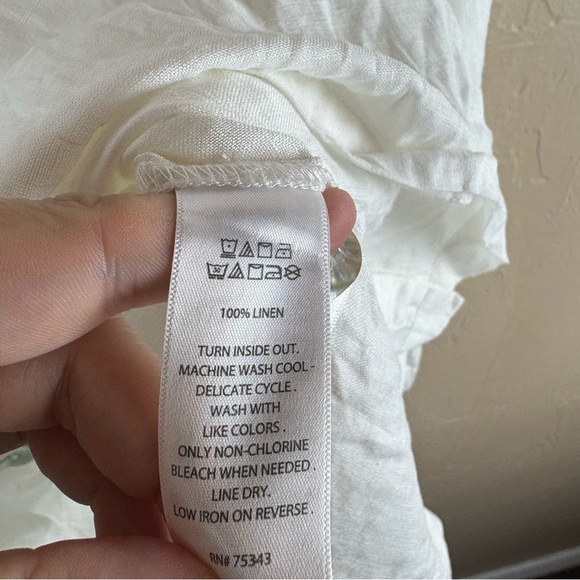 100% LINEN
TURN INSIDE OUT.
MACHINE WASH COOL -
DELICATE CYCLE .
WASH WITH
LIKE COLORS .
ONLY NON-CHLORINE
BLEACH WHEN NEEDED .
LINE DRY.
LOW IRON ON REVERSE .
RN# 75343